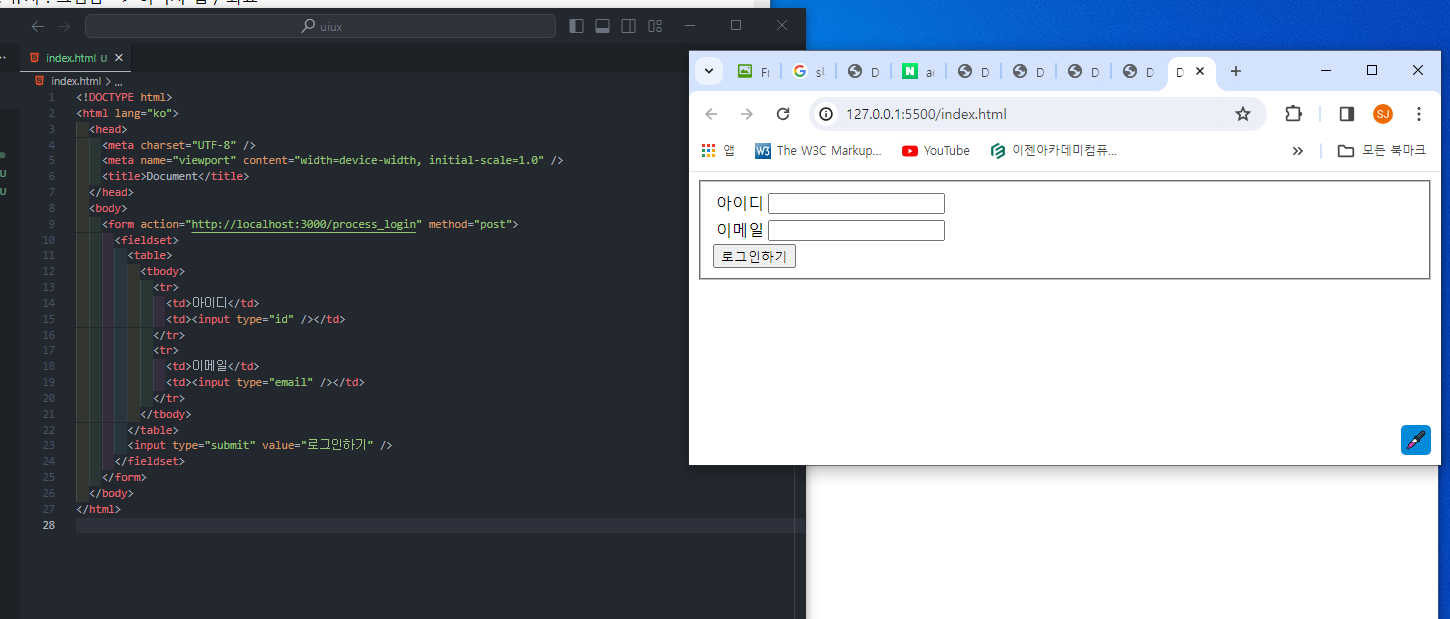 uiux
index.html U
index.html > ...
1 <!DOCTYPE html>
2 <html lang="ko">
3 <head>
4 <meta charset="UTF-8" />
5 <meta name="viewport" content="width=device-width, initial-scale=1.0" />
6 <title>Document</title>
7 </head>
8 <body>
9 <form action="http://localhost:3000/process_login" method="post">
10 <fieldset>
11 <table>
12 <tbody>
13 <tr>
14 <td>아이디</td>
15 <td><input type="id" /></td>
16 </tr>
17 <tr>
18 <td>이메일</td>
19 <td><input type="email" /></td>
20 </tr>
21 </tbody>
22 </table>
23 <input type="submit" value="로그인하기" />
24 </fieldset>
25 </form>
26 </body>
27 </html>
28
U
U
D D D D D D
127.0.0.1:5500/index.html SJ
앱 W3 The W3C Markup... YouTube 이젠아카데미컴퓨... » 모든 북마크
아이디
이메일
로그인하기